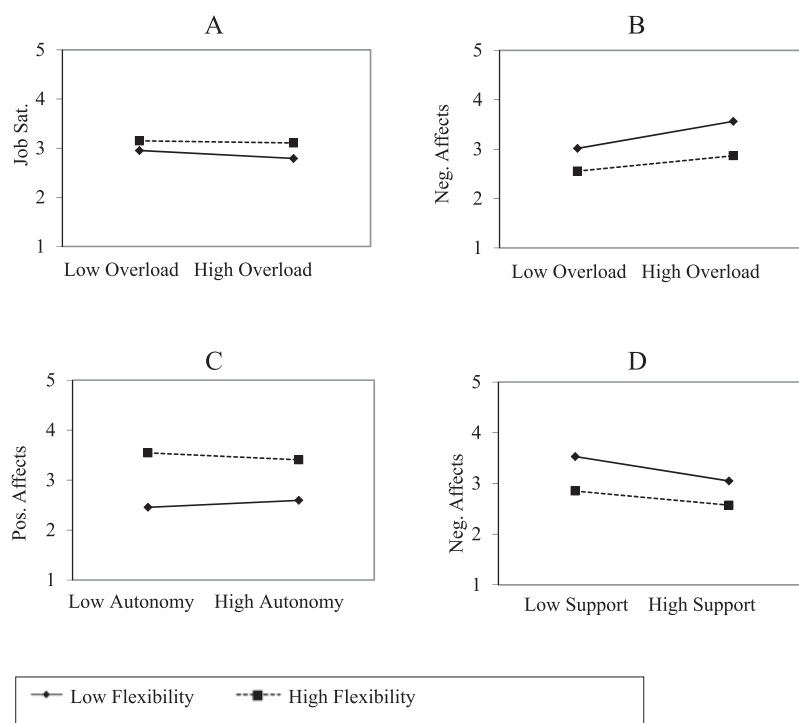 A
5
4
3
2
1
Job Sat.
Low Overload High Overload
B
5
4
3
2
1
Neg. Affects
Low Overload High Overload
C
5
4
3
2
1
Pos. Affects
Low Autonomy High Autonomy
D
5
4
3
2
1
Neg. Affects
Low Support High Support
Low Flexibility High Flexibility